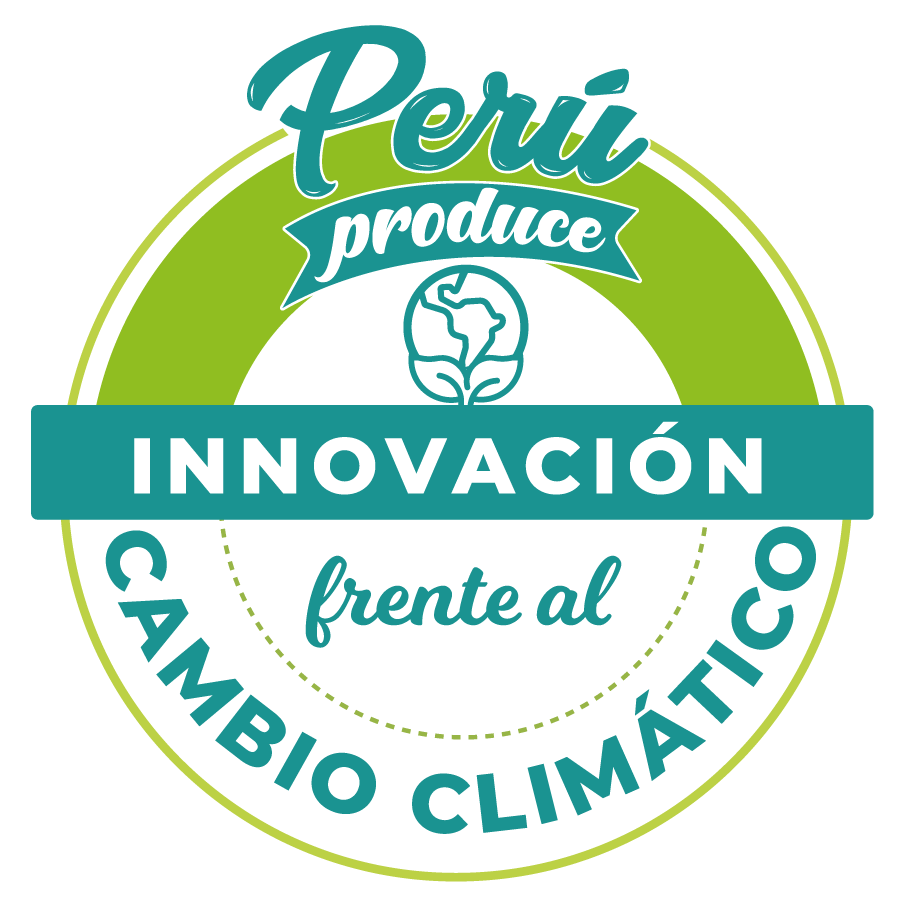 Perú
produce
INNOVACIÓN
frente al
CAMBIO CLIMÁTICO